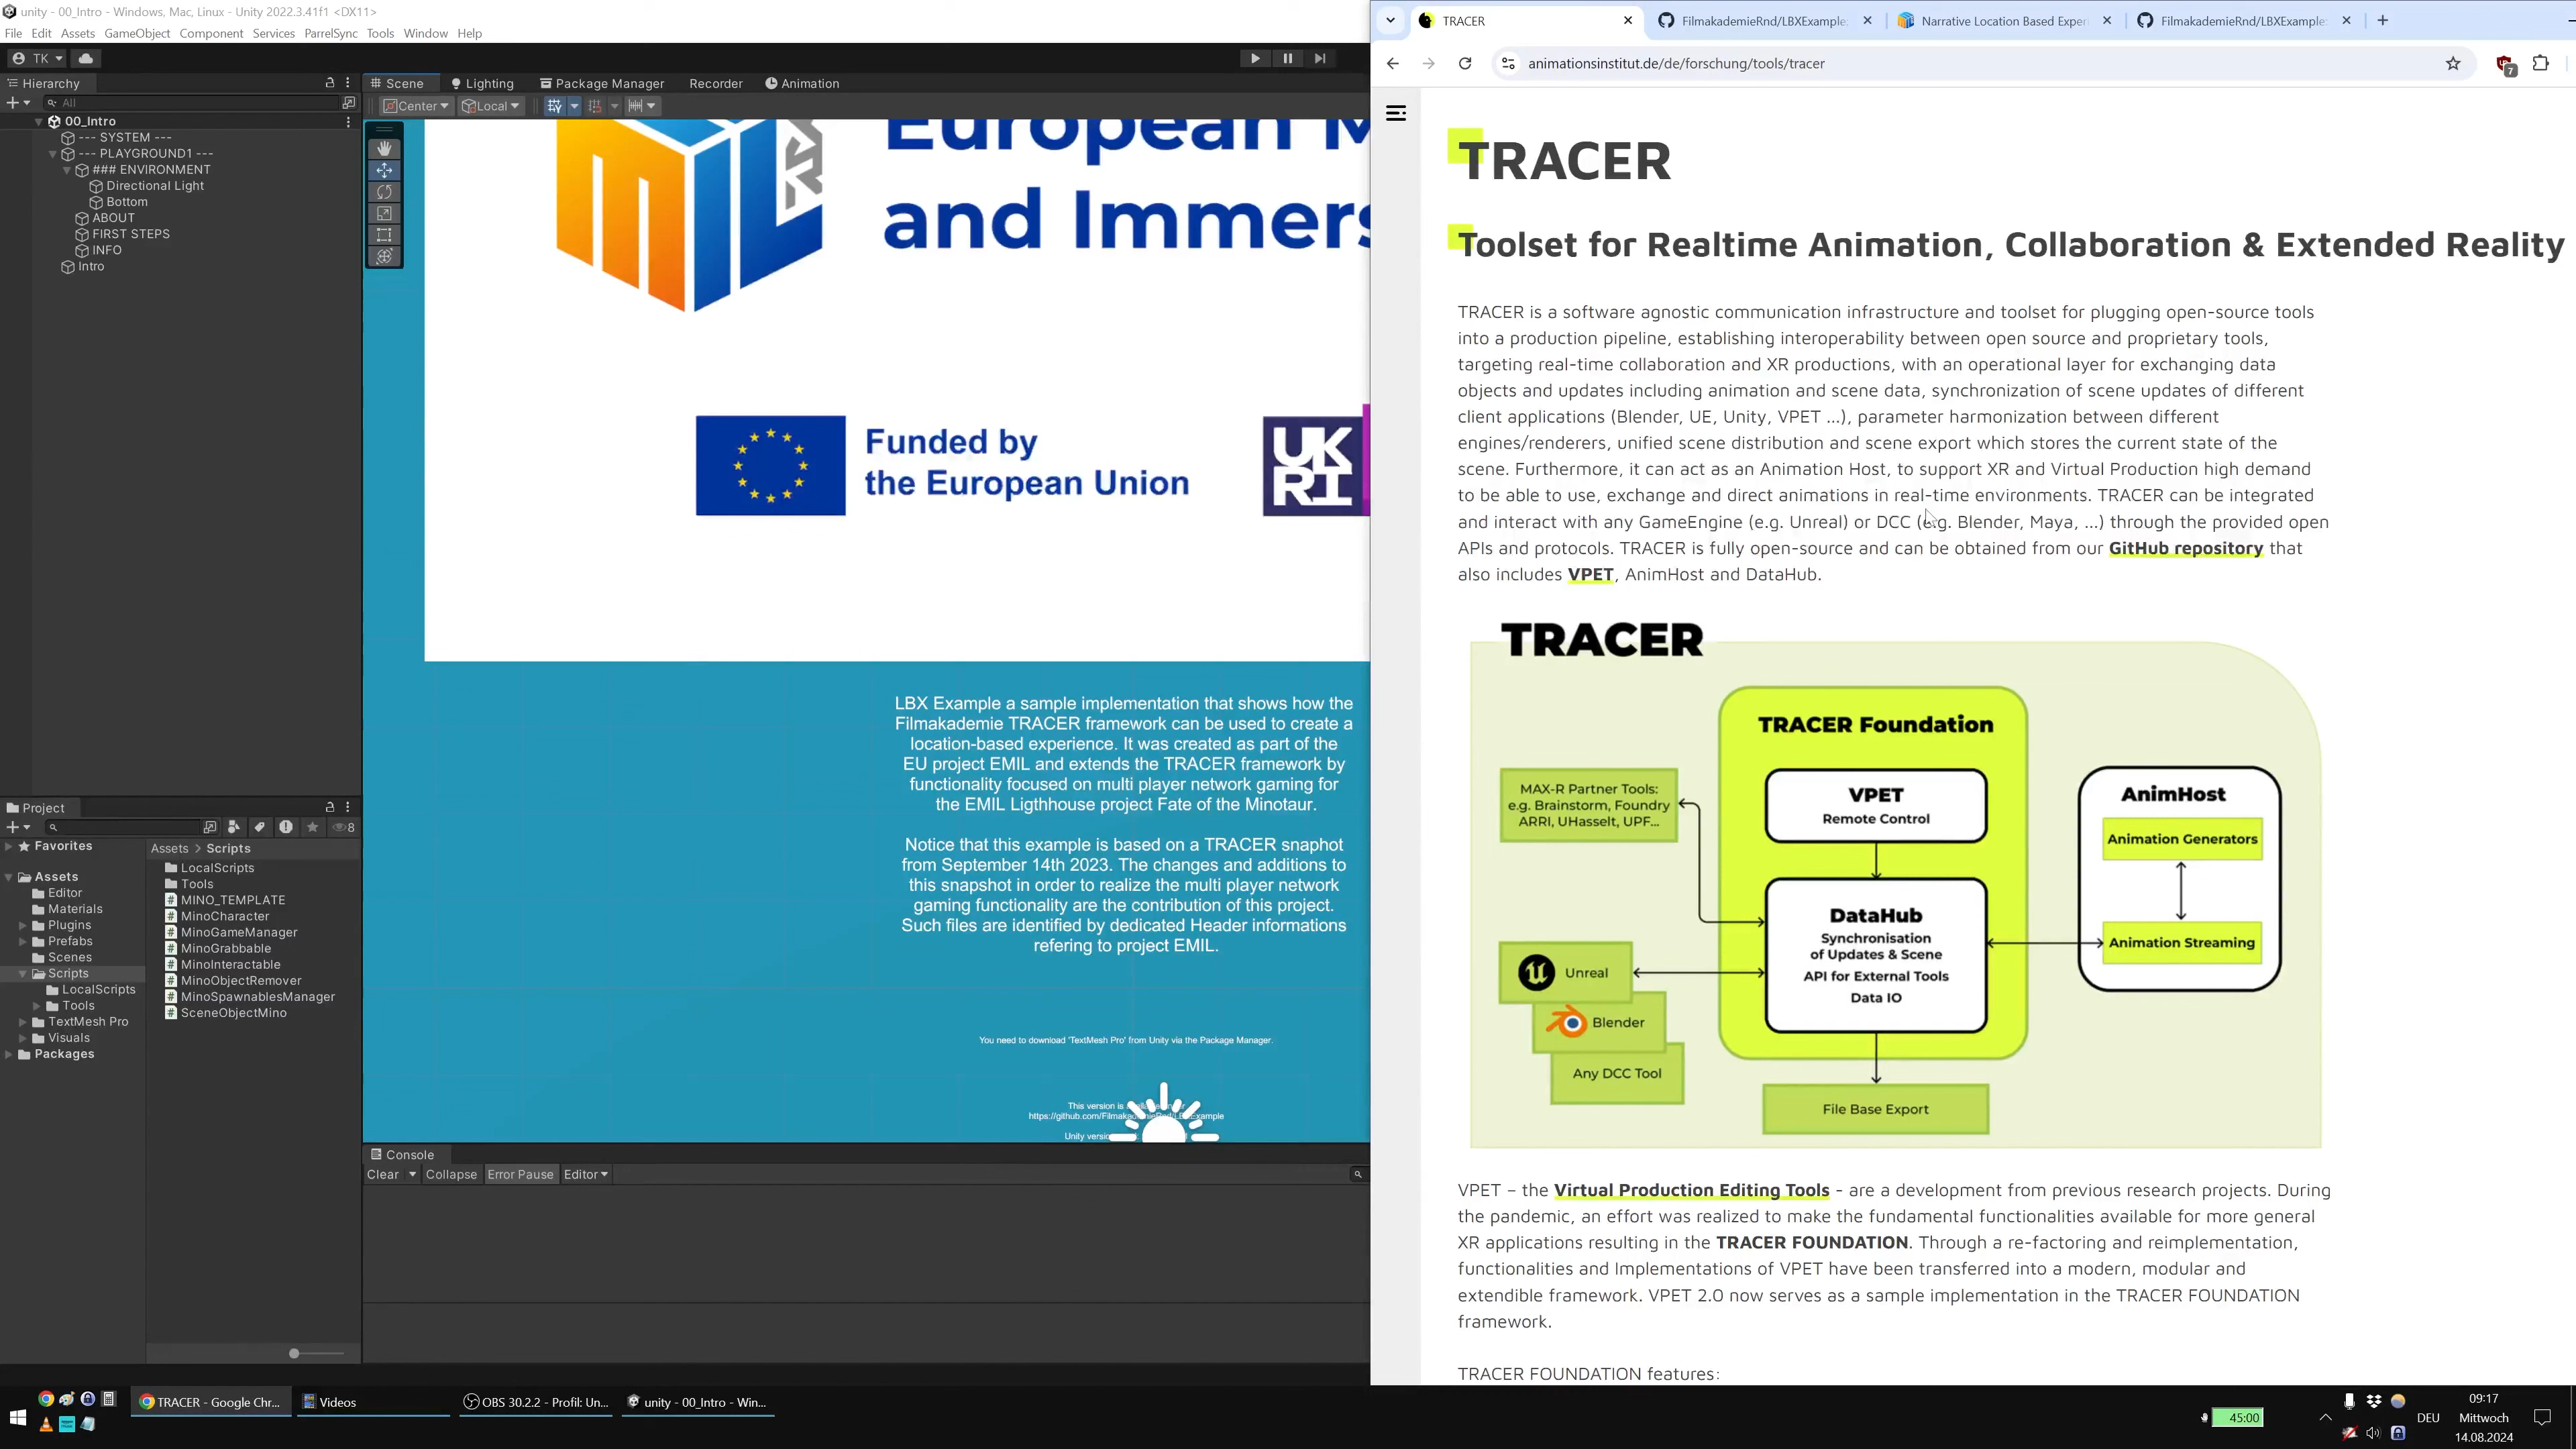 unity - 00_Intro - Windows, Mac, Linux - Unity 2022.3.41f1 <DX11>
File Edit Assets GameObject Component Services ParrelSync Tools Window Help
TK
Hierarchy
All
00_Intro
--- SYSTEM ---
--- PLAYGROUND1 ---
### ENVIRONMENT
Directional Light
Bottom
ABOUT
FIRST STEPS
INFO
Intro
Scene Lighting Package Manager Recorder Animation
Center Local
European M
and Immers
MIL
XR
Funded by
the European Union
UK
RI
LBX Example a sample implementation that shows how the
Filmakademie TRACER framework can be used to create a
location-based experience. It was created as part of the
EU project EMIL and extends the TRACER framework by
functionality focused on multi player network gaming for
the EMIL Ligthhouse project Fate of the Minotaur.
Notice that this example is based on a TRACER snaphot
from September 14th 2023. The changes and additions to
this snapshot in order to realize the multi player network
gaming functionality are the contribution of this project.
Such files are identified by dedicated Header informations
refering to project EMIL.
You need to download 'TextMesh Pro' from Unity via the Package Manager.
This version is
https://github.com/Filmakademie
Unity
Project
8
Favorites
Assets
Editor
Materials
Plugins
Prefabs
Scenes
Scripts
LocalScripts
Tools
TextMesh Pro
Visuals
Packages
Assets > Scripts
LocalScripts
Tools
MINO_TEMPLATE
MinoCharacter
MinoGameManager
MinoGrabbable
MinoInteractable
MinoObjectRemover
MinoSpawnablesManager
SceneObjectMino
Console
Clear Collapse Error Pause Editor
TRACER
FilmakademieRnd/LBXExample:
Narrative Location Based Exper
FilmakademieRnd/LBXExample:
animationsinstitut.de/de/forschung/tools/tracer
7
TRACER
Toolset for Realtime Animation, Collaboration & Extended Reality
TRACER is a software agnostic communication infrastructure and toolset for plugging open-source tools
into a production pipeline, establishing interoperability between open source and proprietary tools,
targeting real-time collaboration and XR productions, with an operational layer for exchanging data
objects and updates including animation and scene data, synchronization of scene updates of different
client applications (Blender, UE, Unity, VPET ...), parameter harmonization between different
engines/renderers, unified scene distribution and scene export which stores the current state of the
scene. Furthermore, it can act as an Animation Host, to support XR and Virtual Production high demand
to be able to use, exchange and direct animations in real-time environments. TRACER can be integrated
and interact with any GameEngine (e.g. Unreal) or DCC (e.g. Blender, Maya, ...) through the provided open
APIs and protocols. TRACER is fully open-source and can be obtained from our GitHub repository that
also includes VPET, AnimHost and DataHub.
TRACER
TRACER Foundation
MAX-R Partner Tools:
e.g. Brainstorm, Foundry
ARRI, UHasselt, UPF...
VPET
Remote Control
AnimHost
Animation Generators
DataHub
Synchronisation
of Updates & Scene
API for External Tools
Data IO
Animation Streaming
Unreal
Blender
Any DCC Tool
File Base Export
VPET – the Virtual Production Editing Tools - are a development from previous research projects. During
the pandemic, an effort was realized to make the fundamental functionalities available for more general
XR applications resulting in the TRACER FOUNDATION. Through a re-factoring and reimplementation,
functionalities and Implementations of VPET have been transferred into a modern, modular and
extendible framework. VPET 2.0 now serves as a sample implementation in the TRACER FOUNDATION
framework.
TRACER FOUNDATION features:
TRACER - Google Chr...
Videos
OBS 30.2.2 - Profil: Un...
unity - 00_Intro - Win...
45:00
DEU
09:17
Mittwoch
14.08.2024